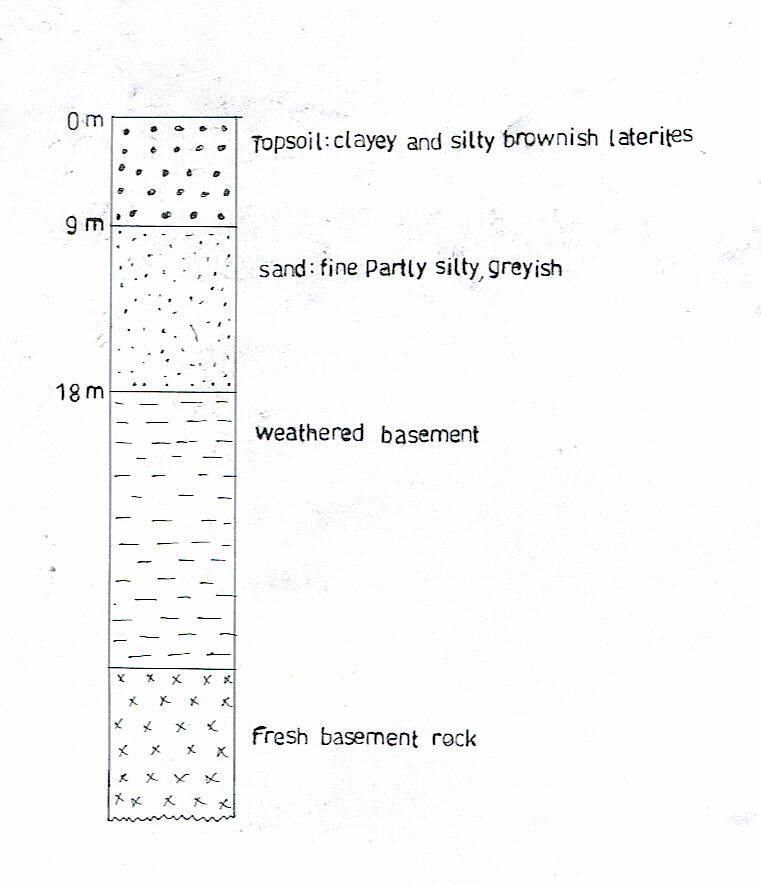 0 m
Topsoil: clayey and silty brownish laterites
9 m
sand: fine Partly silty, greyish
18 m
weathered basement
Fresh basement rock